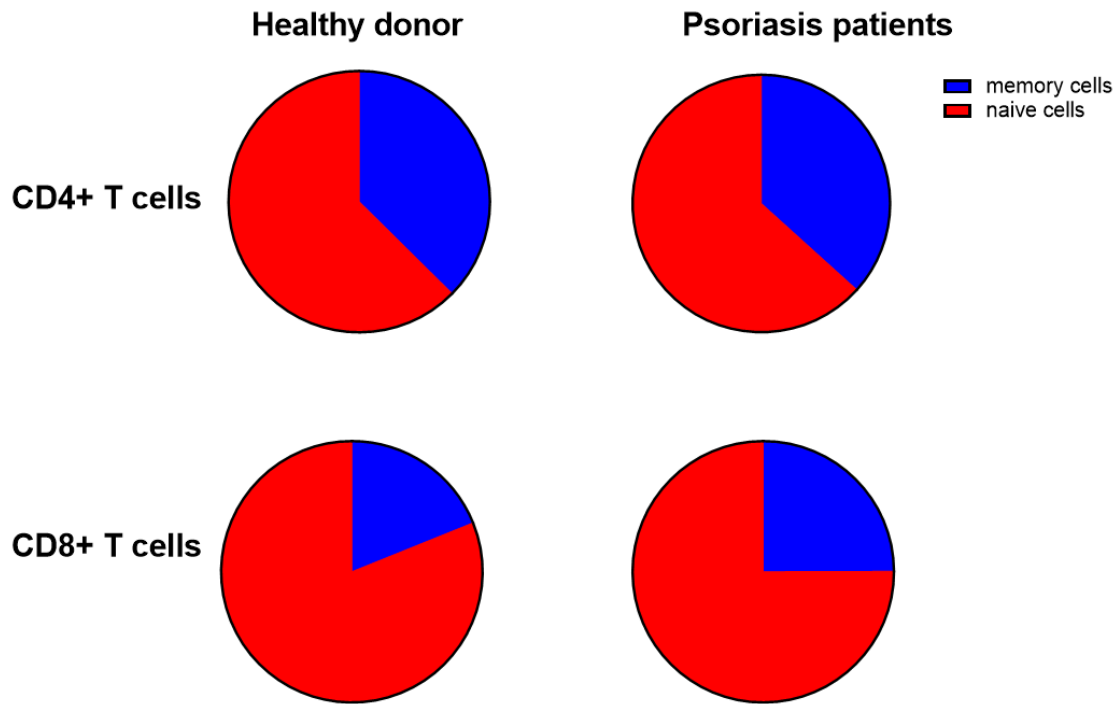 Healthy donor
Psoriasis patients
memory cells
naive cells
CD4+ T cells
CD8+ T cells